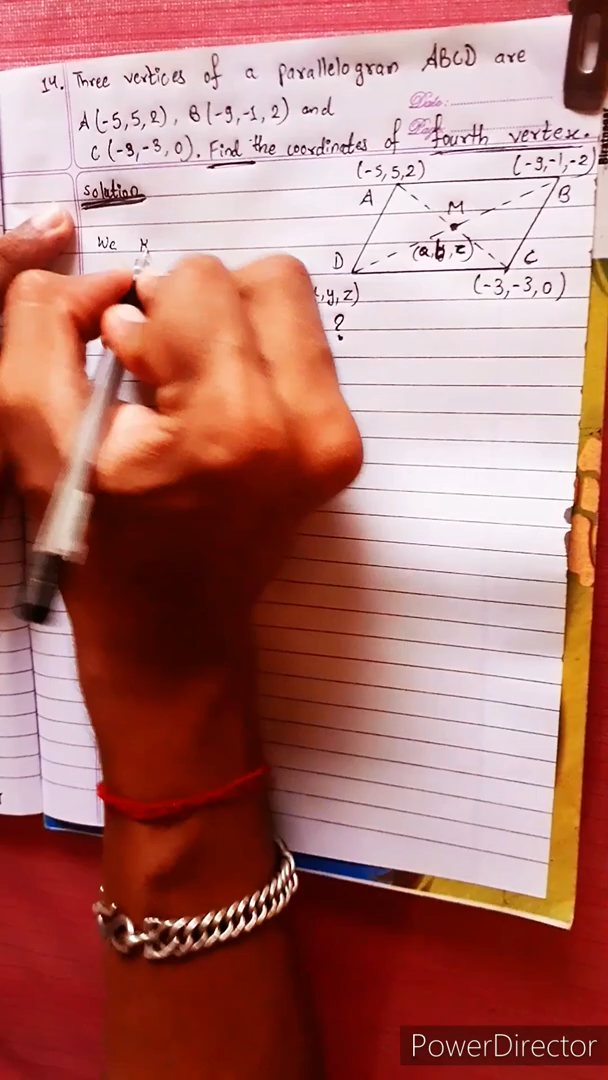 14. Three vertices of a parallelogram ABCD are
A(-5,5,2), B(-9,-1,2) and
Date:
C(-9,-3,0). Find the coordinates of fourth vertex.
solution
(-5,5,2) (-9,-1,-2)
A B
M
We
(a,b,z)
D C
y,z) (-3,-3,0)
?
PowerDirector